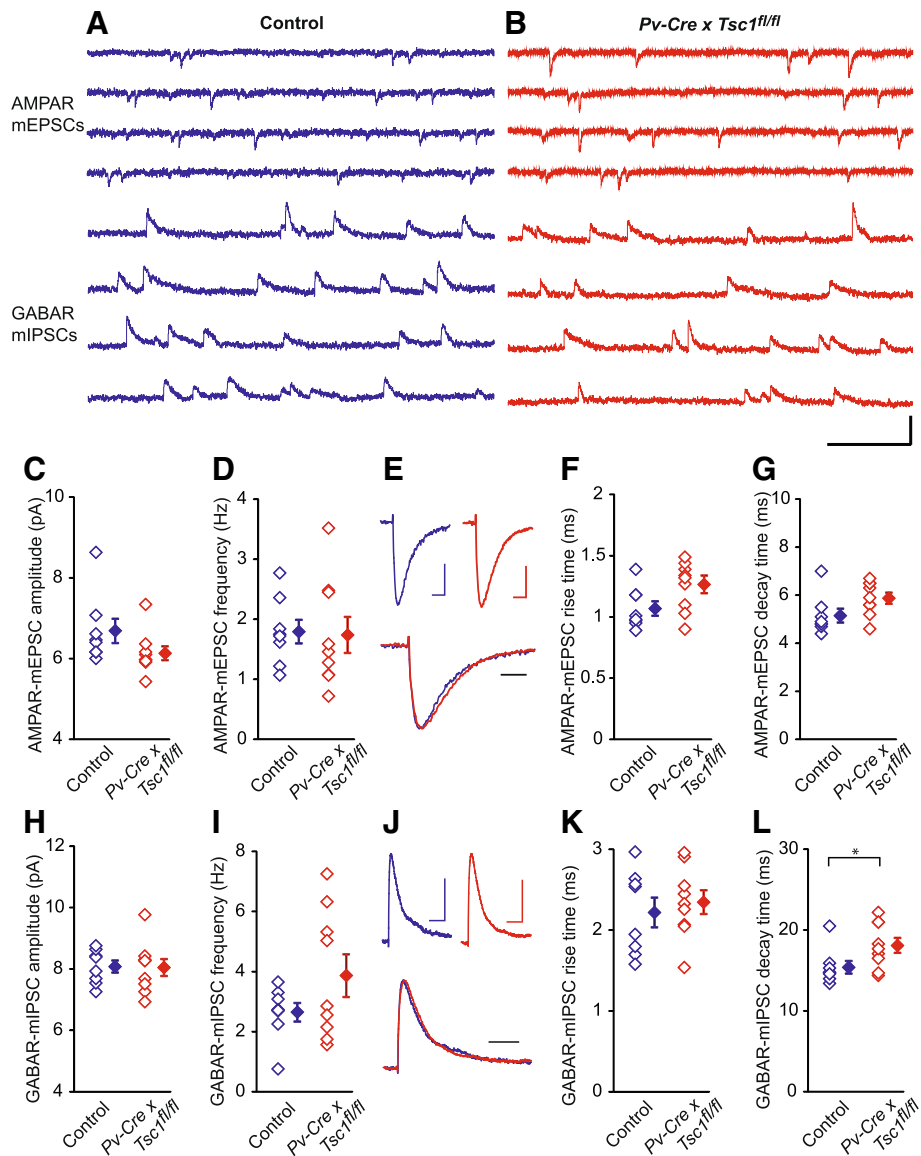 A
Control
B
Pv-Cre x Tsc1fl/fl
AMPAR
mEPSCs
GABAR
mIPSCs
C
AMPAR-mEPSC amplitude (pA)
10
8
6
4
Control
Pv-Cre x
Tsc1fl/fl
D
AMPAR-mEPSC frequency (Hz)
4
3
2
1
0
Control
Pv-Cre x
Tsc1fl/fl
E
F
AMPAR-mEPSC rise time (ms)
2
1.5
1
0.5
0
Control
Pv-Cre x
Tsc1fl/fl
G
AMPAR-mEPSC decay time (ms)
10
8
6
4
2
0
Control
Pv-Cre x
Tsc1fl/fl
H
GABAR-mIPSC amplitude (pA)
12
10
8
6
4
Control
Pv-Cre x
Tsc1fl/fl
I
GABAR-mIPSC frequency (Hz)
8
6
4
2
0
Control
Pv-Cre x
Tsc1fl/fl
J
K
GABAR-mIPSC rise time (ms)
3
2
1
0
Control
Pv-Cre x
Tsc1fl/fl
L
GABAR-mIPSC decay time (ms)
30
20
10
0
*
Control
Pv-Cre x
Tsc1fl/fl